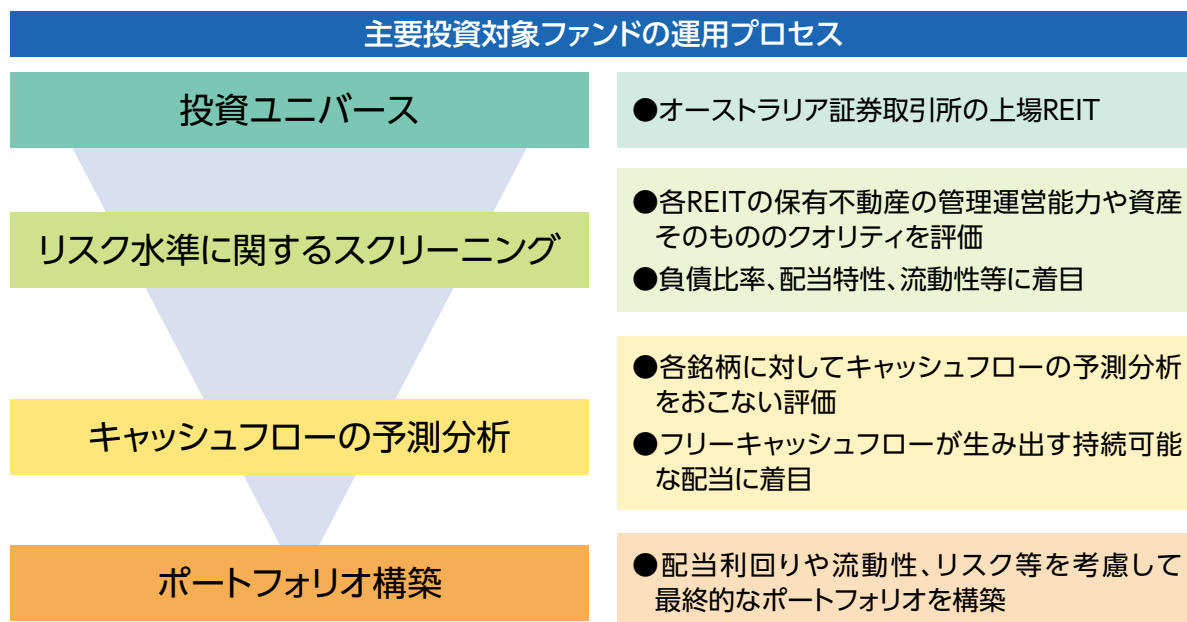 主要投資対象ファンドの運用プロセス
投資ユニバース
●オーストラリア証券取引所の上場REIT
リスク水準に関するスクリーニング
●各REITの保有不動産の管理運営能力や資産
そのもののクオリティを評価
●負債比率、配当特性、流動性等に着目
キャッシュフローの予測分析
●各銘柄に対してキャッシュフローの予測分析
をおこない評価
●フリーキャッシュフローが生み出す持続可能
な配当に着目
ポートフォリオ構築
●配当利回りや流動性、リスク等を考慮して
最終的なポートフォリオを構築